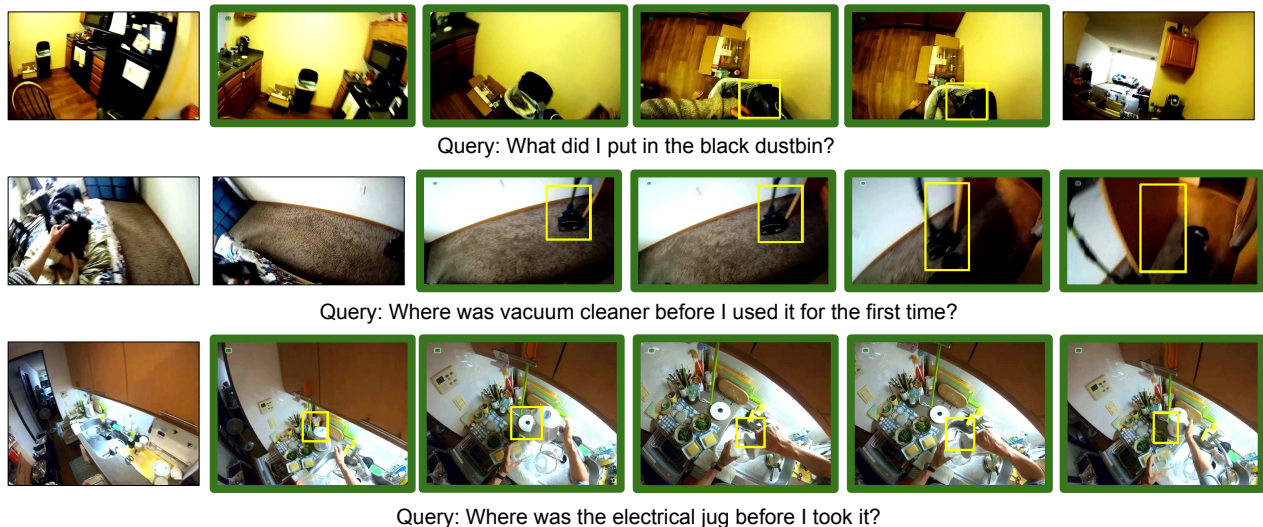 Query: What did I put in the black dustbin?
Query: Where was vacuum cleaner before I used it for the first time?
Query: Where was the electrical jug before I took it?